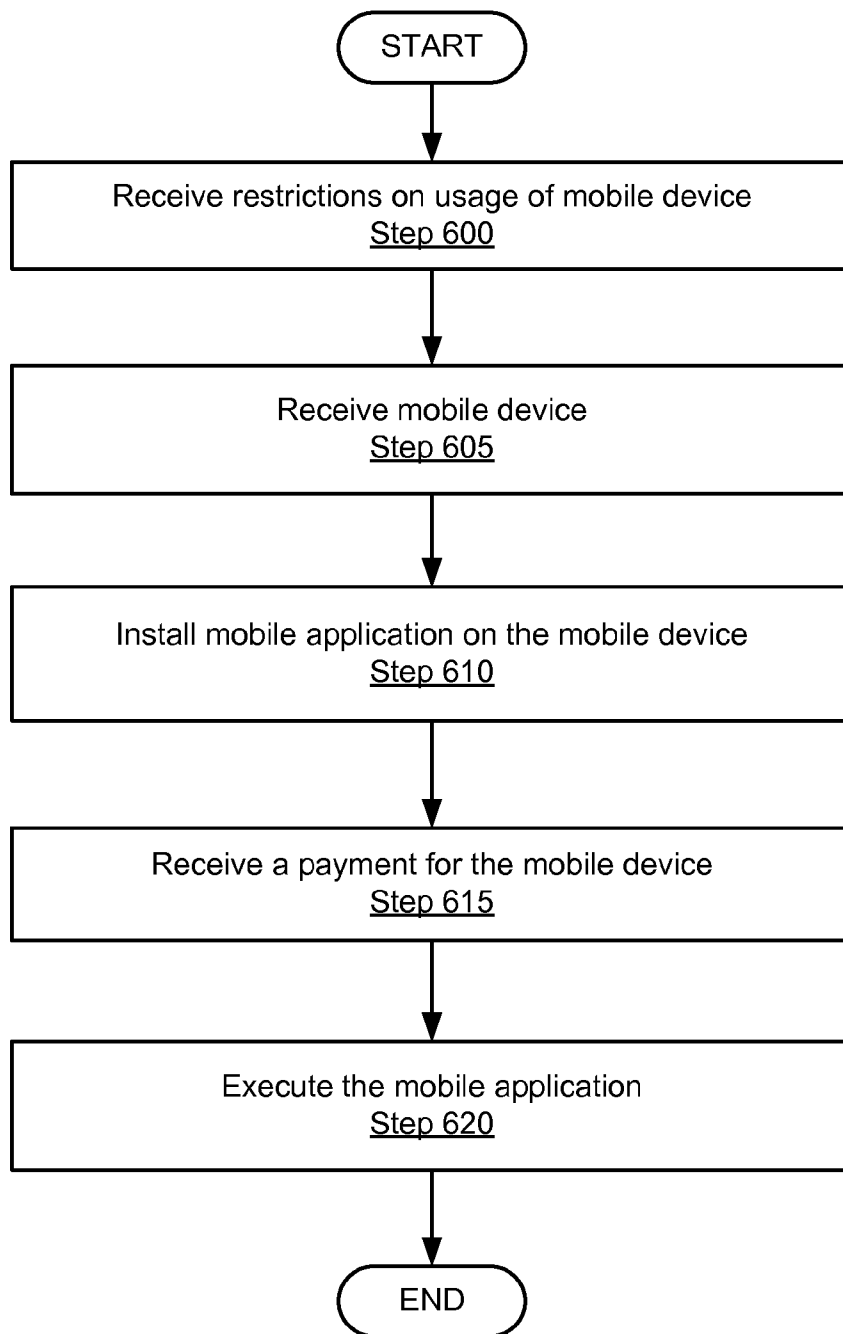 START
Receive restrictions on usage of mobile device
Step 600
Receive mobile device
Step 605
Install mobile application on the mobile device
Step 610
Receive a payment for the mobile device
Step 615
Execute the mobile application
Step 620
END